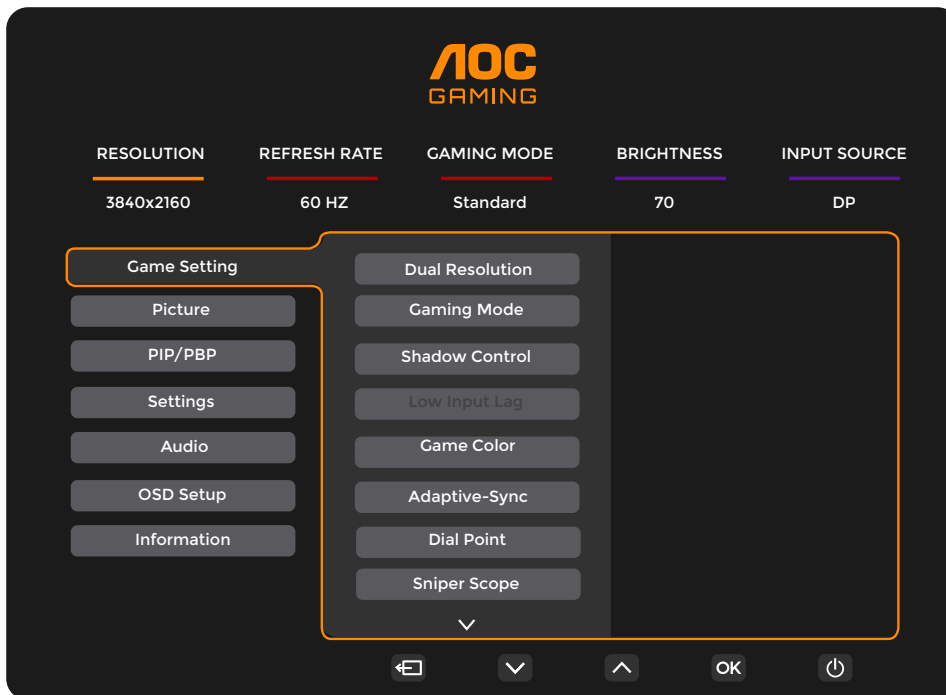 AOC
GAMING
RESOLUTION REFRESH RATE GAMING MODE BRIGHTNESS INPUT SOURCE
3840x2160 60 HZ Standard 70 DP
Game Setting
Picture
PIP/PBP
Settings
Audio
OSD Setup
Information
Dual Resolution
Gaming Mode
Shadow Control
Low Input Lag
Game Color
Adaptive-Sync
Dial Point
Sniper Scope
OK